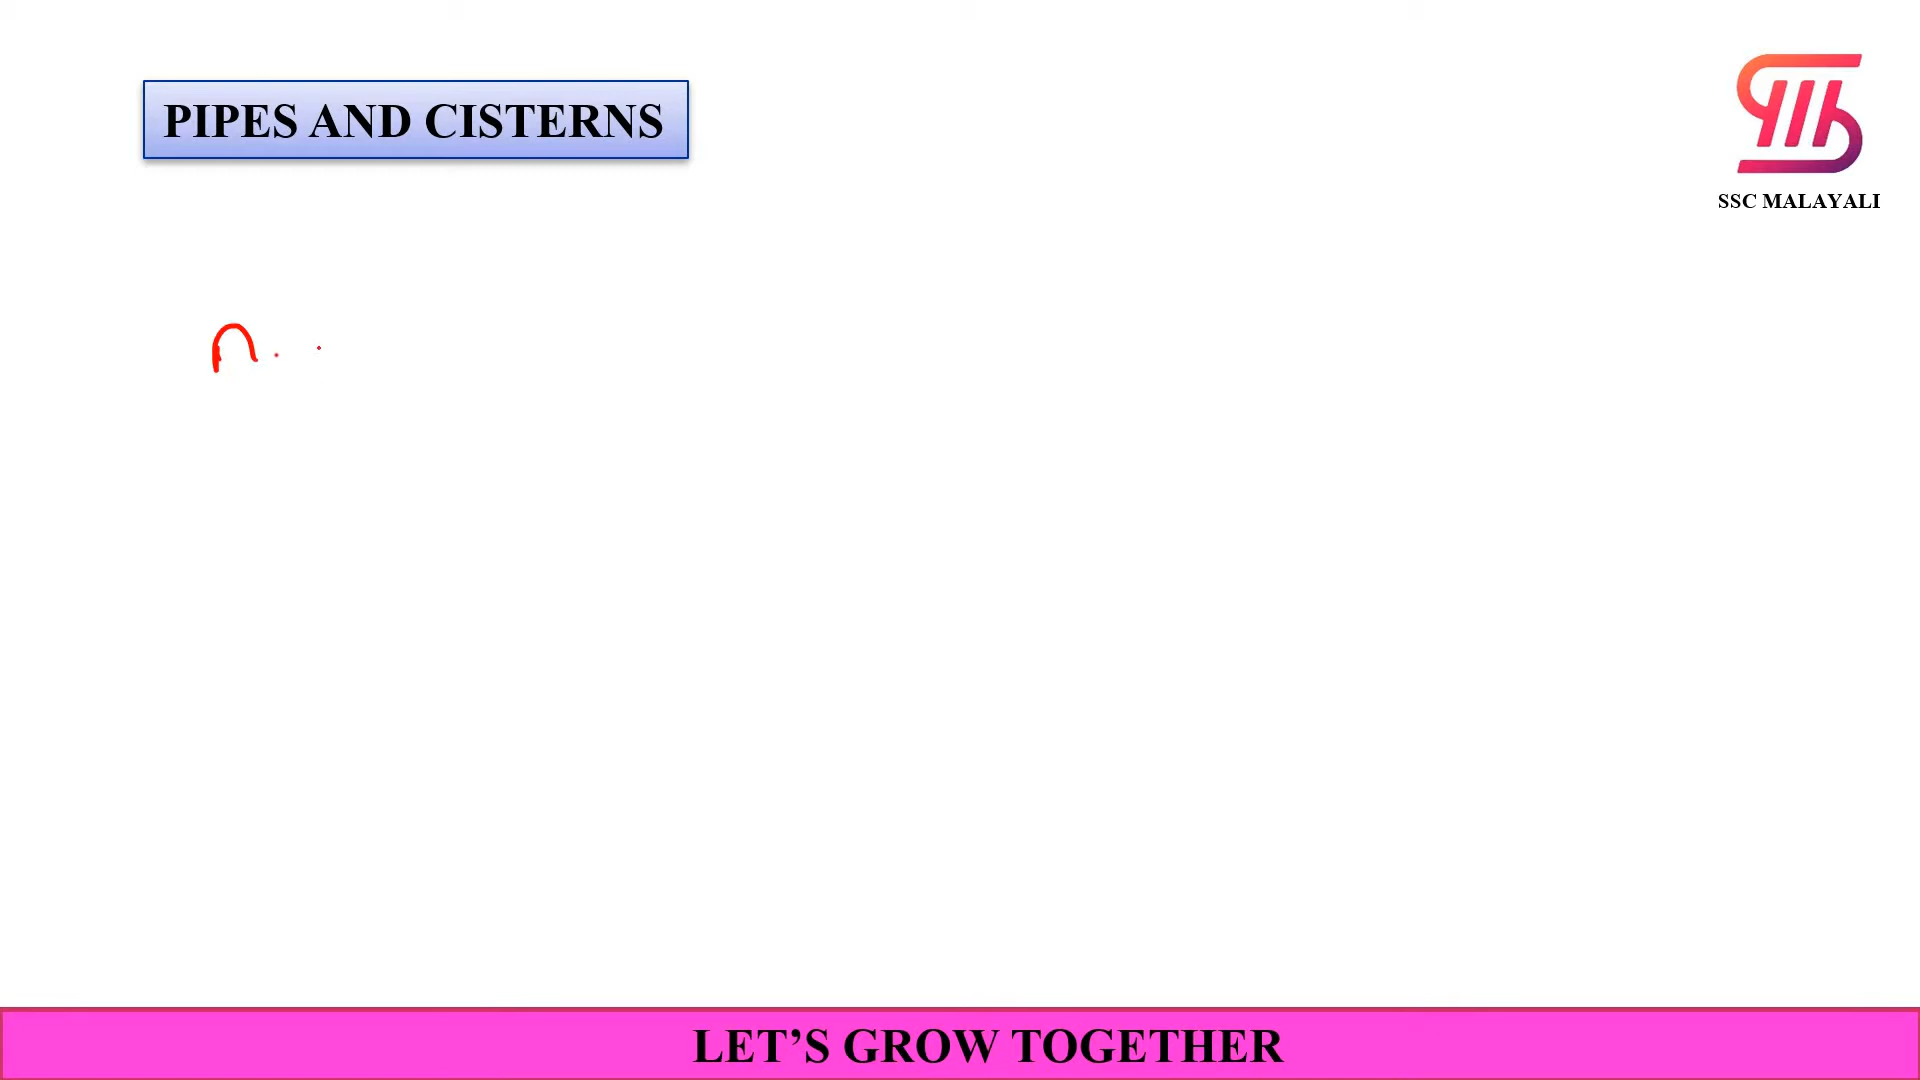 PIPES AND CISTERNS
SSC MALAYALI
LET’S GROW TOGETHER